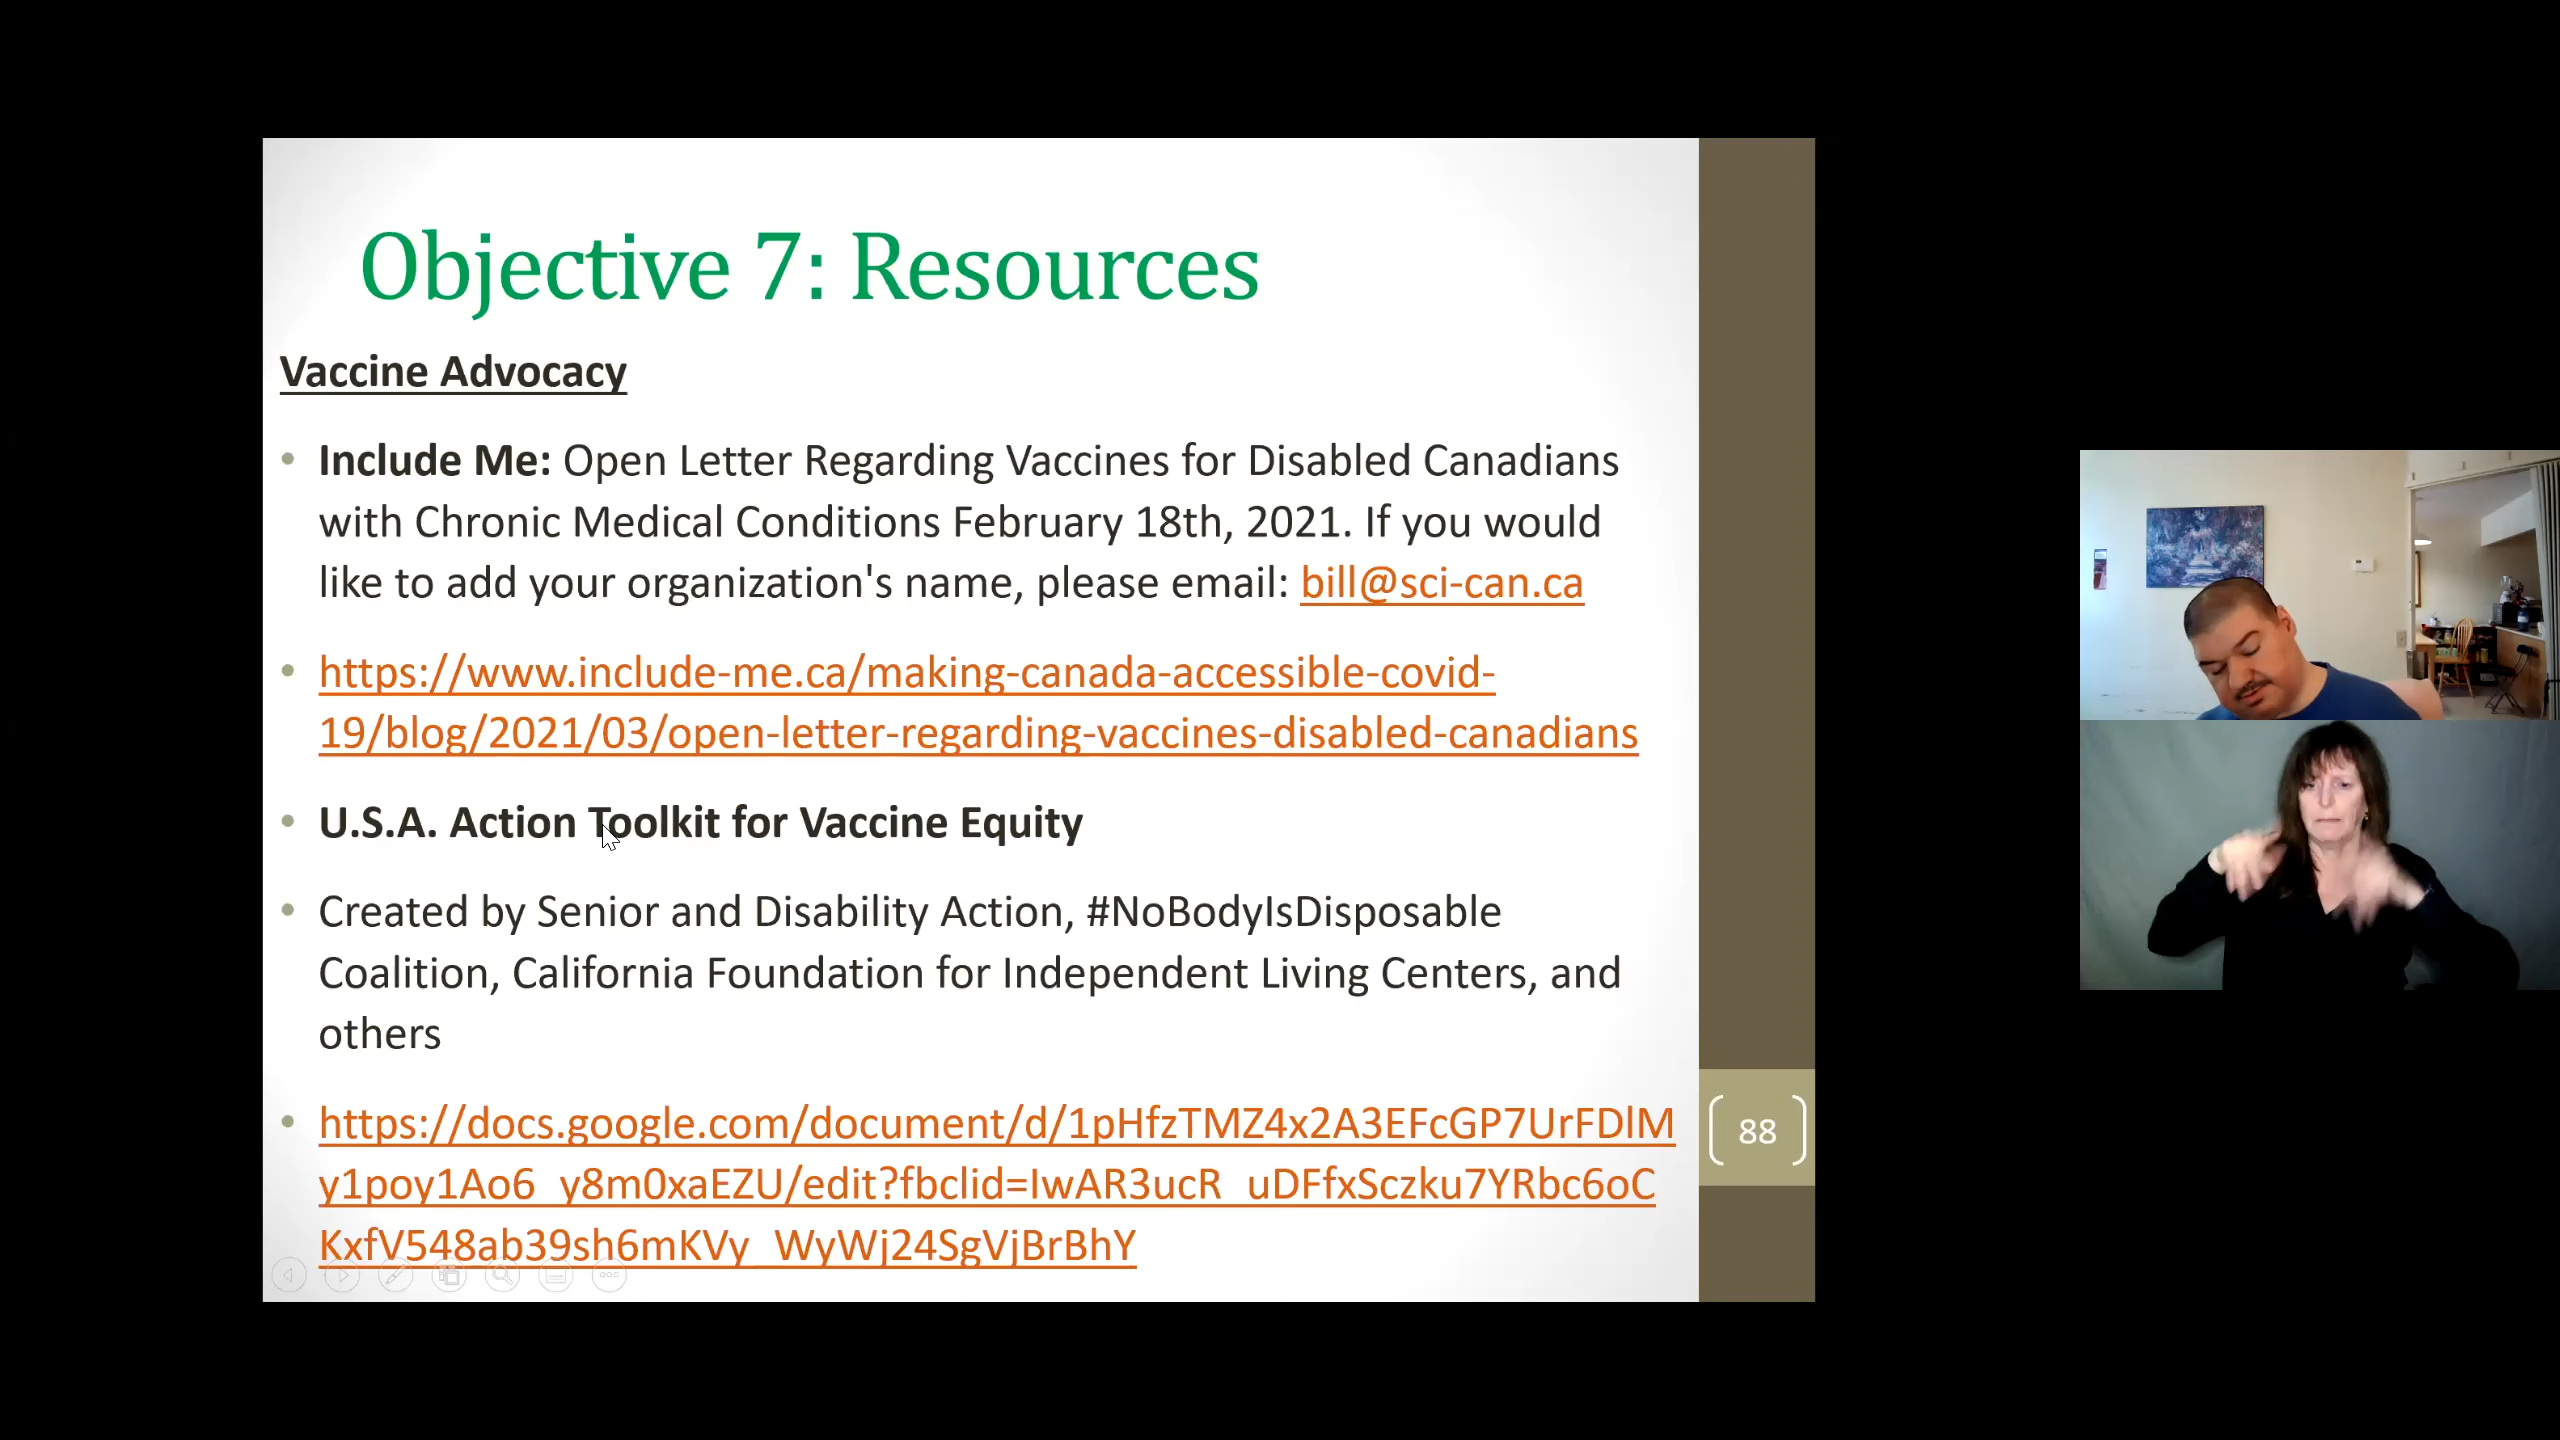 Objective 7: Resources
Vaccine Advocacy
• Include Me: Open Letter Regarding Vaccines for Disabled Canadians
with Chronic Medical Conditions February 18th, 2021. If you would
like to add your organization's name, please email: bill@sci-can.ca
• https://www.include-me.ca/making-canada-accessible-covid-
19/blog/2021/03/open-letter-regarding-vaccines-disabled-canadians
• U.S.A. Action Toolkit for Vaccine Equity
• Created by Senior and Disability Action, #NoBodyIsDisposable
Coalition, California Foundation for Independent Living Centers, and
others
• https://docs.google.com/document/d/1pHfzTMZ4x2A3EFcGP7UrFDlM
y1poy1Ao6_y8m0xaEZU/edit?fbclid=IwAR3ucR_uDFfxSczku7YRbc6oC
KxfV548ab39sh6mKVy_WyWj24SgVjBrBhY
88